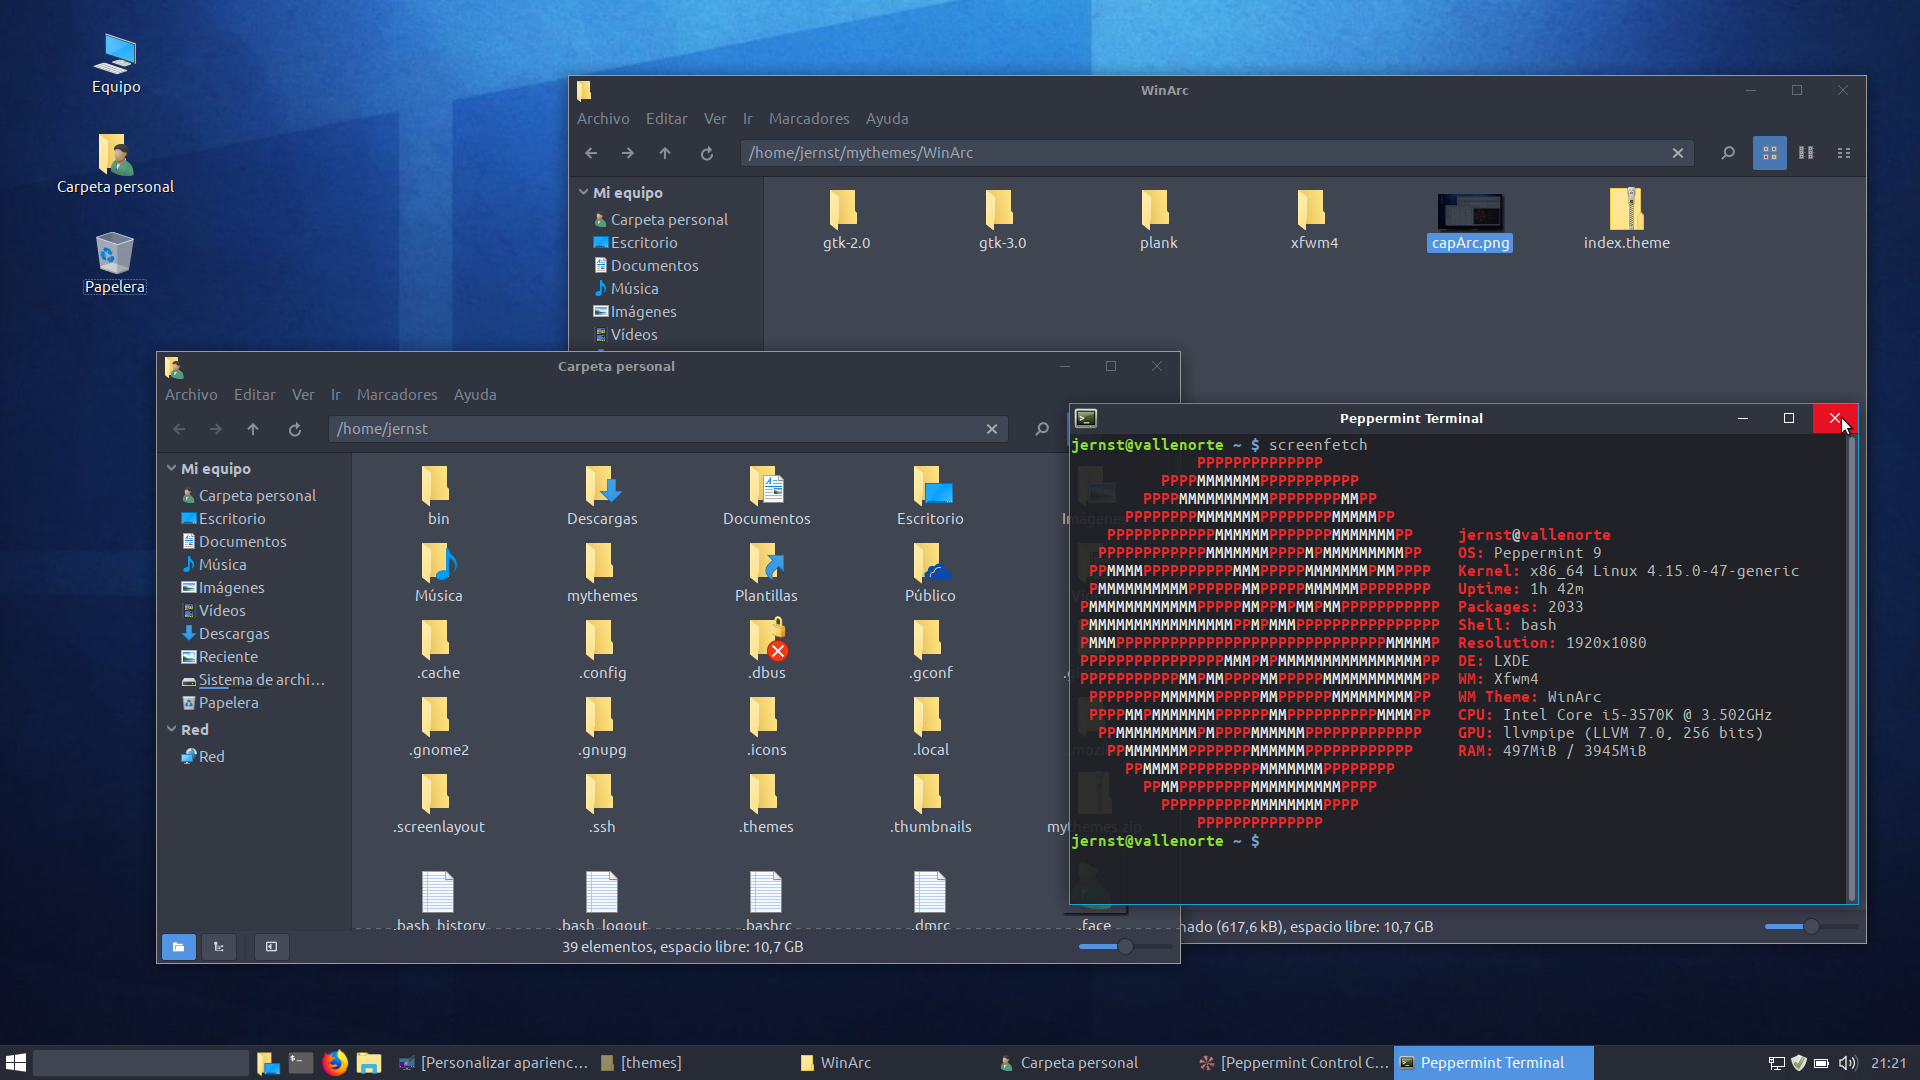 Equipo
Carpeta personal
Papelera
WinArc
Archivo Editar Ver Ir Marcadores Ayuda
/home/jernst/mythemes/WinArc
Mi equipo
Carpeta personal
Escritorio
Documentos
Música
Imágenes
Vídeos
gtk-2.0 gtk-3.0 plank xfwm4 capArc.png index.theme
Carpeta personal
Archivo Editar Ver Ir Marcadores Ayuda
/home/jernst
Mi equipo
Carpeta personal
Escritorio
Documentos
Música
Imágenes
Vídeos
Descargas
Reciente
Sistema de archi...
Papelera
Red
Red
bin Descargas Documentos Escritorio
Música mythemes Plantillas Público
.cache .config .dbus .gconf
.gnome2 .gnupg .icons .local
.screenlayout .ssh .themes .thumbnails
.bash_history .bash_logout .bashrc .dmrc .face
39 elementos, espacio libre: 10,7 GB
Peppermint Terminal
jernst@vallenorte ~ $ screenfetch
jernst@vallenorte
OS: Peppermint 9
Kernel: x86_64 Linux 4.15.0-47-generic
Uptime: 1h 42m
Packages: 2033
Shell: bash
Resolution: 1920x1080
DE: LXDE
WM: Xfwm4
WM Theme: WinArc
CPU: Intel Core i5-3570K @ 3.502GHz
GPU: llvmpipe (LLVM 7.0, 256 bits)
RAM: 497MiB / 3945MiB
jernst@vallenorte ~ $
(617,6 kB), espacio libre: 10,7 GB
[Personalizar aparienc... [themes] WinArc Carpeta personal [Peppermint Control C... Peppermint Terminal 21:21